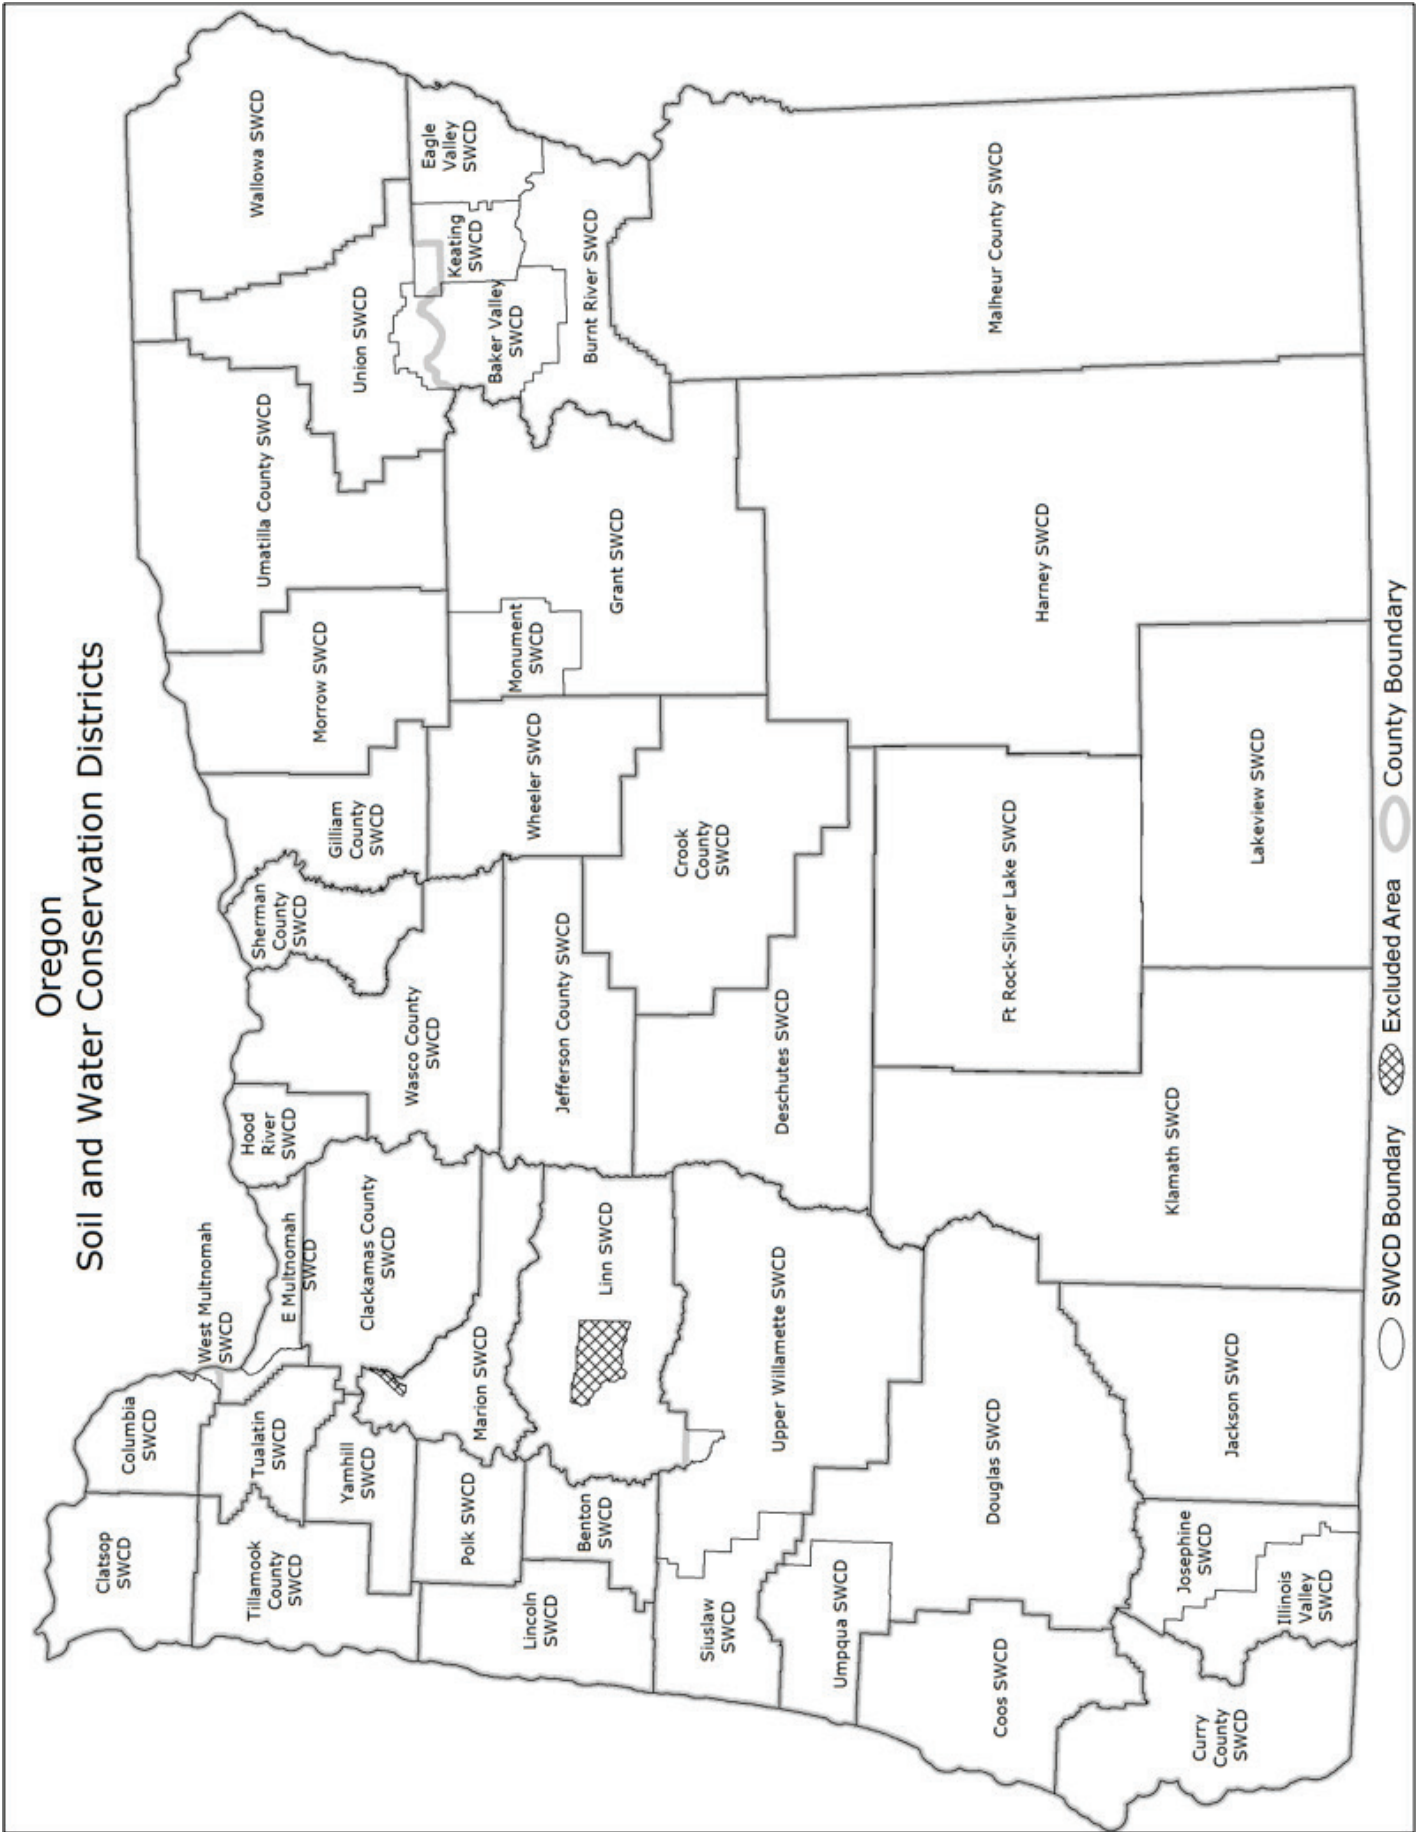 Oregon
Soil and Water Conservation Districts
Clatsop
SWCD
Columbia
SWCD
West Multnomah
SWCD
E Multnomah
SWCD
Hood
River
SWCD
Sherman
County
SWCD
Gilliam
County
SWCD
Morrow SWCD
Umatilla County SWCD
Union SWCD
Wallowa SWCD
Tillamook
County
SWCD
Tualatin
SWCD
Yamhill
SWCD
Clackamas County
SWCD
Wasco County
SWCD
Eagle
Valley
SWCD
Keating
SWCD
Baker Valley
SWCD
Burnt River SWCD
Polk SWCD
Marion SWCD
Lincoln
SWCD
Benton
SWCD
Linn SWCD
Jefferson County SWCD
Wheeler SWCD
Monument
SWCD
Grant SWCD
Crook
County
SWCD
Siuslaw
SWCD
Upper Willamette SWCD
Deschutes SWCD
Umpqua SWCD
Douglas SWCD
Coos SWCD
Ft Rock-Silver Lake SWCD
Harney SWCD
Malheur County SWCD
Klamath SWCD
Curry
County
SWCD
Josephine
SWCD
Illinois
Valley
SWCD
Jackson SWCD
Lakeview SWCD
SWCD Boundary
Excluded Area
County Boundary